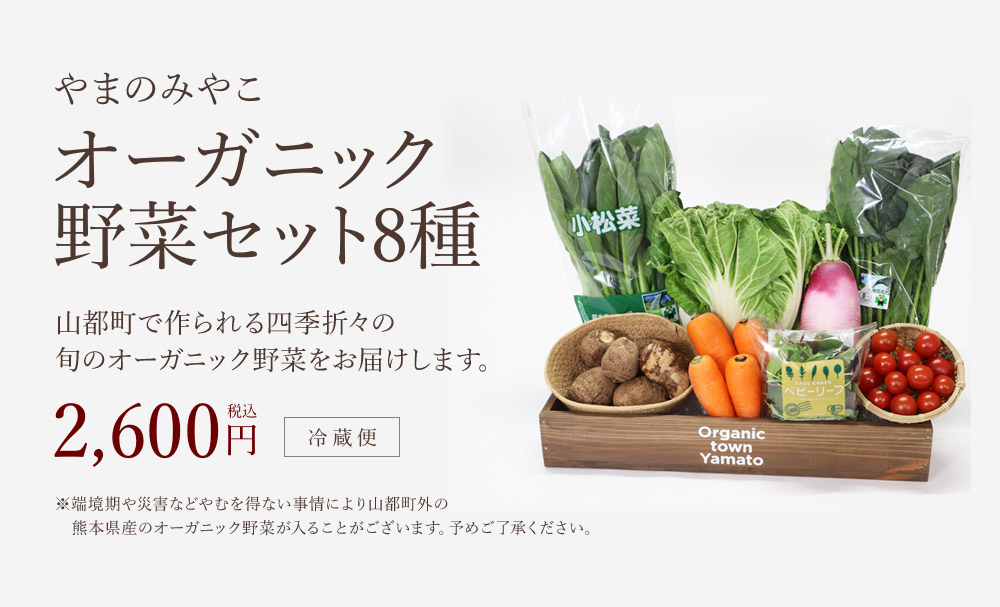 やまのみやこ
オーガニック
野菜セット8種
山都町で作られる四季折々の
旬のオーガニック野菜をお届けします。
2,600円
税込
冷蔵便
※端境期や災害などやむを得ない事情により山都町外の
熊本県産のオーガニック野菜が入ることがございます。予めご了承ください。
小松菜
ベビーリーフ
Organic
town
Yamato